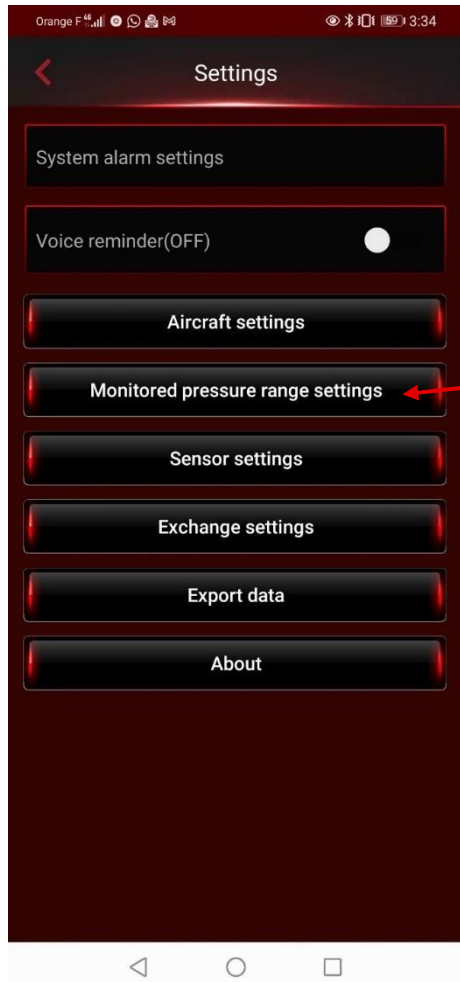 Orange F 3:34
59
Settings
System alarm settings
Voice reminder(OFF)
Aircraft settings
Monitored pressure range settings
Sensor settings
Exchange settings
Export data
About